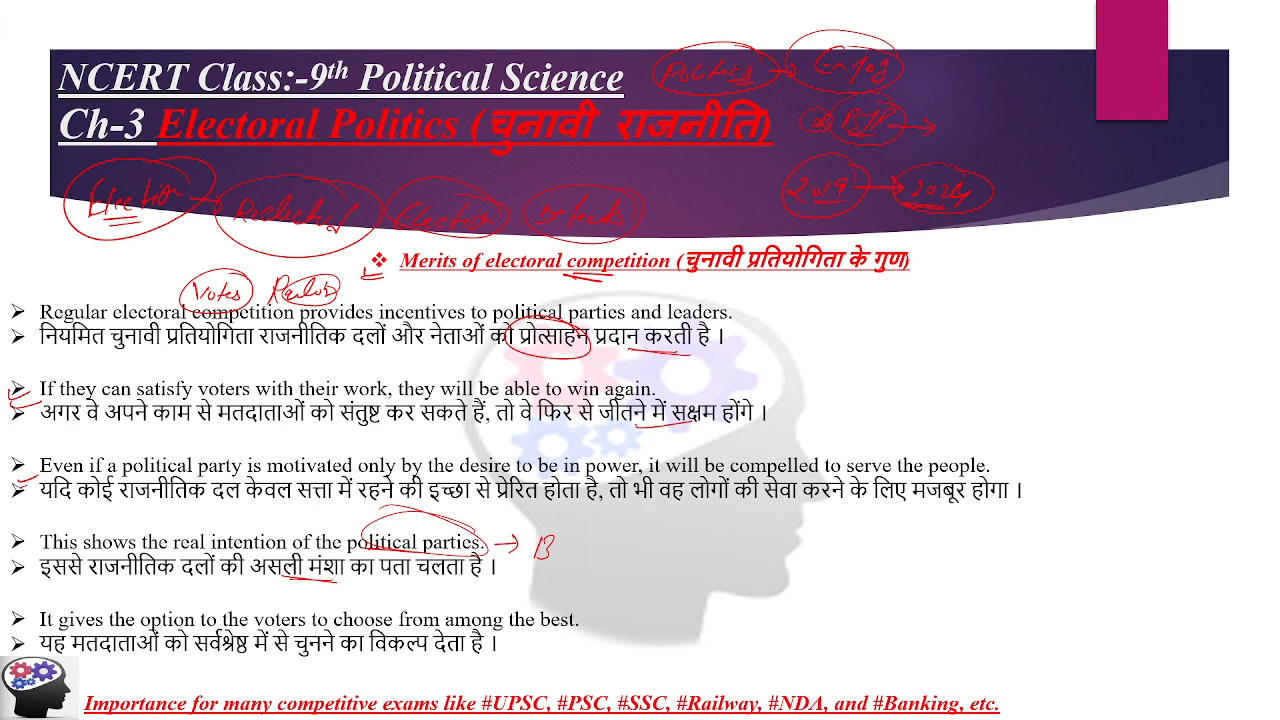 NCERT Class:-9th Political Science
Ch-3 Electoral Politics (चुनावी राजनीति)
Politics
BJP
2019 2024
Election Election
❖ Merits of electoral competition (चुनावी प्रतियोगिता के गुण)
Votes
➢ Regular electoral competition provides incentives to political parties and leaders.
➢ नियमित चुनावी प्रतियोगिता राजनीतिक दलों और नेताओं को प्रोत्साहन प्रदान करती है ।
➢ If they can satisfy voters with their work, they will be able to win again.
➢ अगर वे अपने काम से मतदाताओं को संतुष्ट कर सकते हैं, तो वे फिर से जीतने में सक्षम होंगे ।
➢ Even if a political party is motivated only by the desire to be in power, it will be compelled to serve the people.
➢ यदि कोई राजनीतिक दल केवल सत्ता में रहने की इच्छा से प्रेरित होता है, तो भी वह लोगों की सेवा करने के लिए मजबूर होगा ।
➢ This shows the real intention of the political parties. → B
➢ इससे राजनीतिक दलों की असली मंशा का पता चलता है ।
➢ It gives the option to the voters to choose from among the best.
➢ यह मतदाताओं को सर्वश्रेष्ठ में से चुनने का विकल्प देता है ।
Importance for many competitive exams like #UPSC, #PSC, #SSC, #Railway, #NDA, and #Banking, etc.